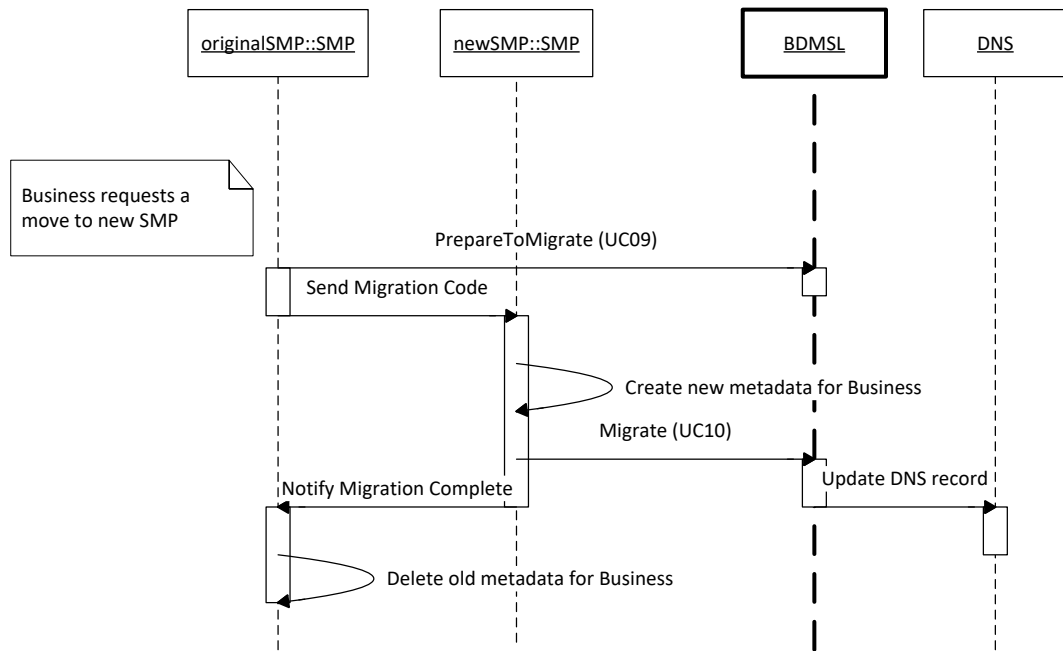 originalSMP::SMP
newSMP::SMP
BDMSL
DNS
Business requests a
move to new SMP
PrepareToMigrate (UC09)
Send Migration Code
Create new metadata for Business
Migrate (UC10)
Update DNS record
Notify Migration Complete
Delete old metadata for Business